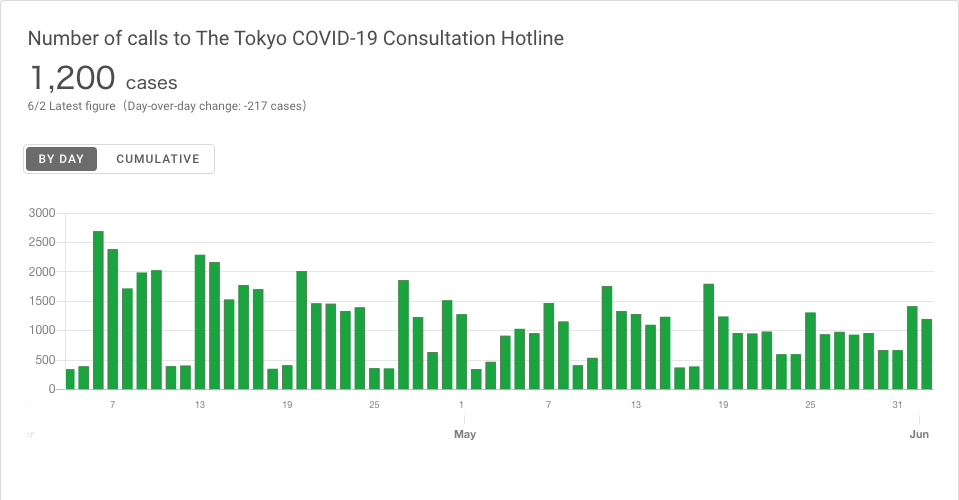 Number of calls to The Tokyo COVID-19 Consultation Hotline
1,200 cases
6/2 Latest figure（Day-over-day change: -217 cases）
BY DAY CUMULATIVE
3000
2500
2000
1500
1000
500
0
7 13 19 25 1 7 13 19 25 31
May Jun